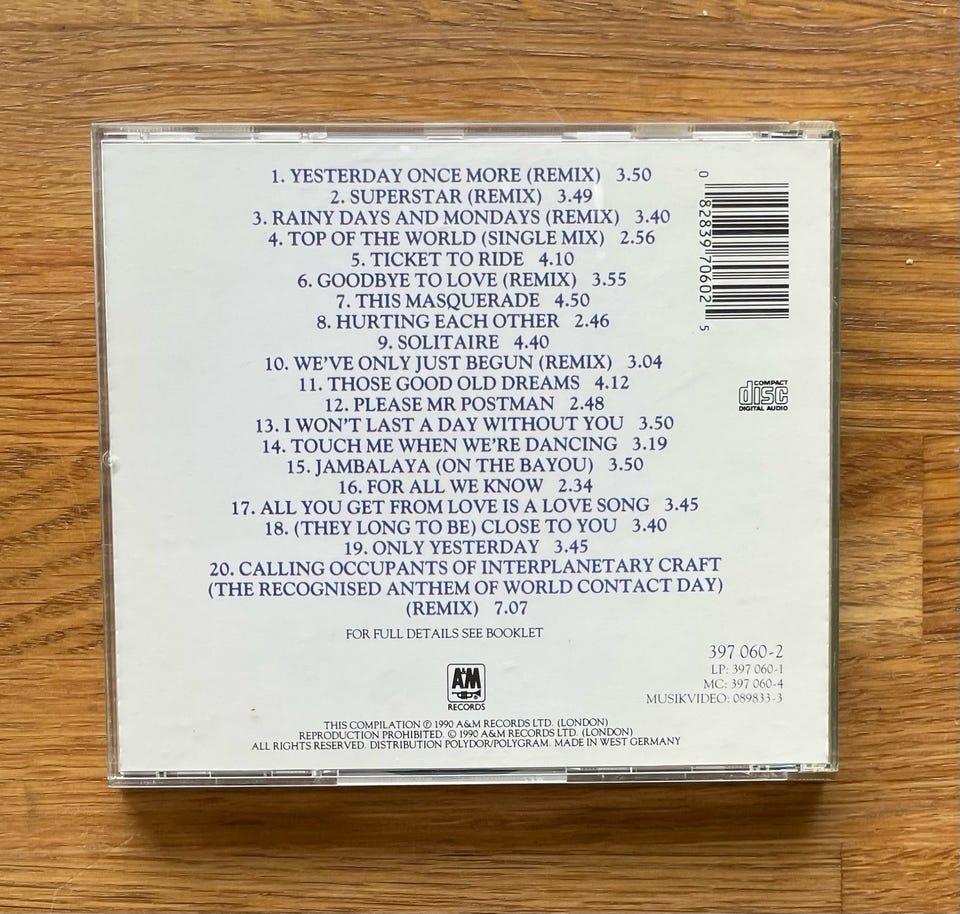 1. YESTERDAY ONCE MORE (REMIX) 3.50
2. SUPERSTAR (REMIX) 3.49
3. RAINY DAYS AND MONDAYS (REMIX) 3.40
4. TOP OF THE WORLD (SINGLE MIX) 2.56
5. TICKET TO RIDE 4.10
6. GOODBYE TO LOVE (REMIX) 3.55
7. THIS MASQUERADE 4.50
8. HURTING EACH OTHER 2.46
9. SOLITAIRE 4.40
10. WE'VE ONLY JUST BEGUN (REMIX) 3.04
11. THOSE GOOD OLD DREAMS 4.12
12. PLEASE MR POSTMAN 2.48
13. I WON'T LAST A DAY WITHOUT YOU 3.50
14. TOUCH ME WHEN WE'RE DANCING 3.19
15. JAMBALAYA (ON THE BAYOU) 3.50
16. FOR ALL WE KNOW 2.34
17. ALL YOU GET FROM LOVE IS A LOVE SONG 3.45
18. (THEY LONG TO BE) CLOSE TO YOU 3.40
19. ONLY YESTERDAY 3.45
20. CALLING OCCUPANTS OF INTERPLANETARY CRAFT
(THE RECOGNISED ANTHEM OF WORLD CONTACT DAY)
(REMIX) 7.07
FOR FULL DETAILS SEE BOOKLET
0 82839 70602 5
COMPACT
disc
DIGITAL AUDIO
397 060-2
LP: 397 060-1
MC: 397 060-4
MUSIKVIDEO: 089833-3
A&M
RECORDS
THIS COMPILATION ℗ 1990 A&M RECORDS LTD. (LONDON)
REPRODUCTION PROHIBITED. © 1990 A&M RECORDS LTD. (LONDON)
ALL RIGHTS RESERVED. DISTRIBUTION POLYDOR/POLYGRAM. MADE IN WEST GERMANY